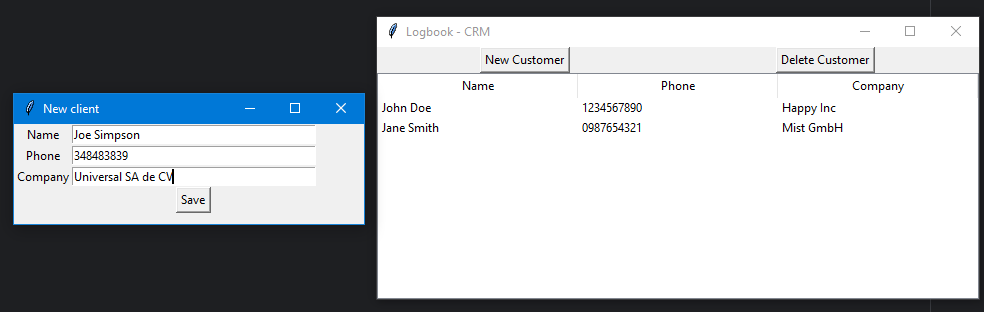 New client
Name Joe Simpson
Phone 348483839
Company Universal SA de CV
Save
Logbook - CRM
New Customer Delete Customer
Name Phone Company
John Doe 1234567890 Happy Inc
Jane Smith 0987654321 Mist GmbH